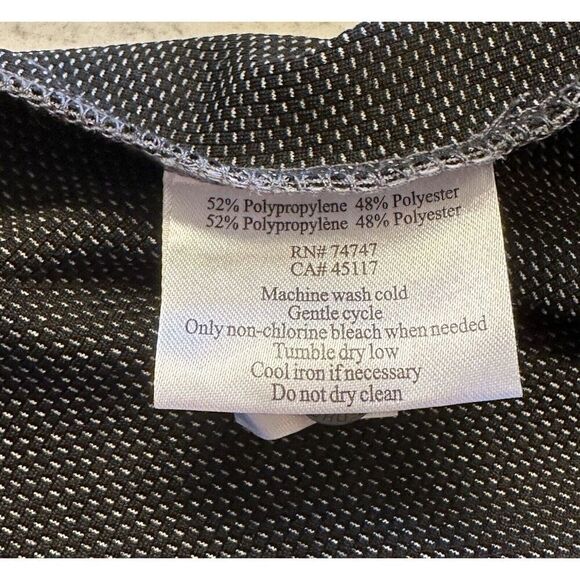 52% Polypropylene 48% Polyester
52% Polypropylène 48% Polyester
RN# 74747
CA# 45117
Machine wash cold
Gentle cycle
Only non-chlorine bleach when needed
Tumble dry low
Cool iron if necessary
Do not dry clean